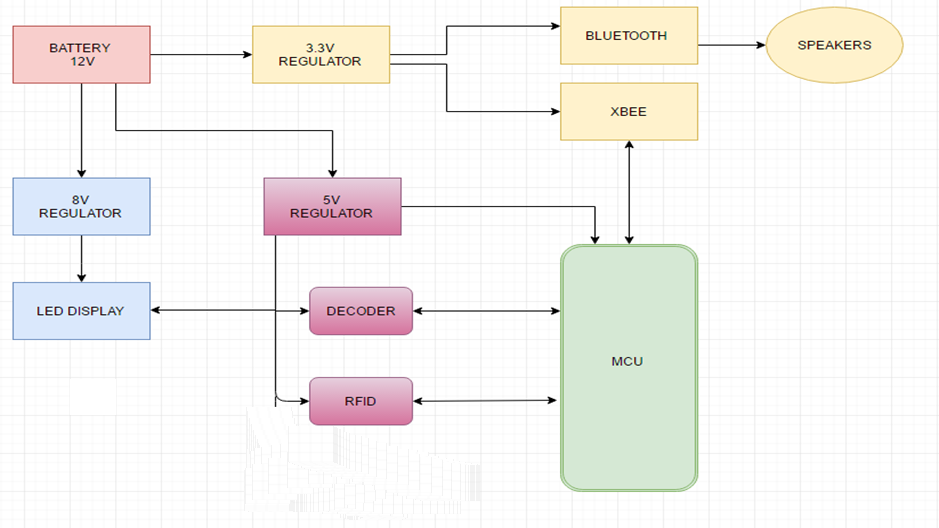 BATTERY
12V
3.3V
REGULATOR
BLUETOOTH
SPEAKERS
XBEE
8V
REGULATOR
5V
REGULATOR
LED DISPLAY
DECODER
MCU
RFID